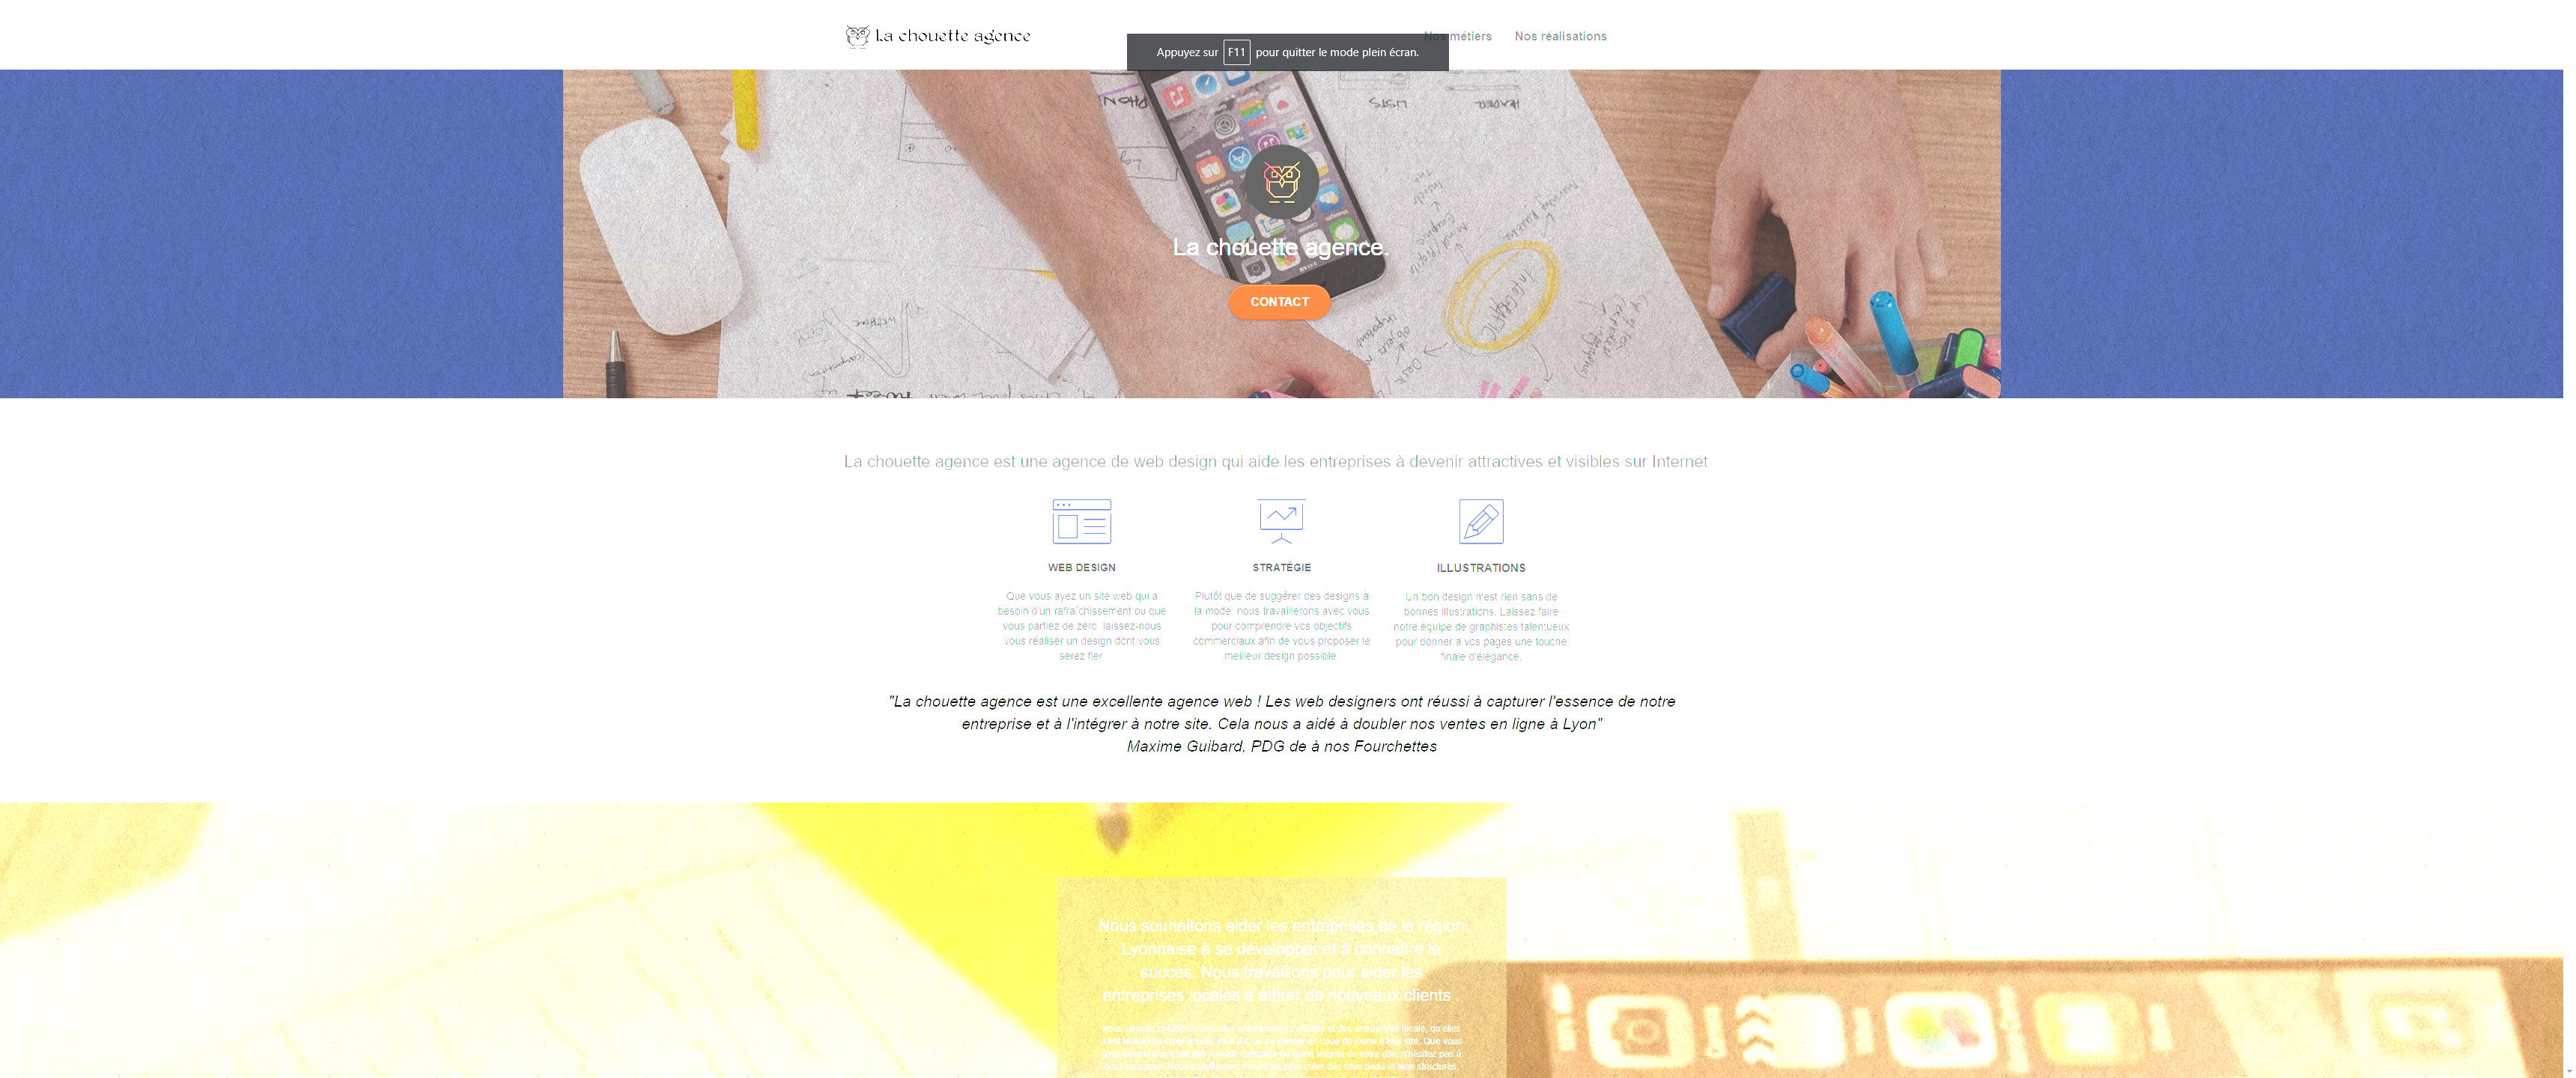 La chouette agence
Nos métiers
Nos réalisations
Appuyez sur F11 pour quitter le mode plein écran.
LISTS
HEADER
La chouette agence.
CONTACT
La chouette agence est une agence de web design qui aide les entreprises à devenir attractives et visibles sur Internet
WEB DESIGN
Que vous ayez un site web qui a
besoin d'un rafraîchissement ou que
vous partiez de zéro laissez-nous
vous réaliser un design dont vous
serez fier.
STRATÉGIE
Plutôt que de suggérer des designs à
la mode, nous travaillerons avec vous
pour comprendre vos objectifs
commerciaux afin de vous proposer le
meilleur design possible
ILLUSTRATIONS
Un bon design n'est rien sans de
bonnes illustrations. Laissez faire
notre équipe de graphistes talentueux
pour donner à vos pages une touche
finale d'élégance.
"La chouette agence est une excellente agence web ! Les web designers ont réussi à capturer l'essence de notre
entreprise et à l'intégrer à notre site. Cela nous a aidé à doubler nos ventes en ligne à Lyon"
Maxime Guibard, PDG de à nos Fourchettes
Nous souhaitons aider les entreprises de la région
Lyonnaise à se développer et à connaître le
succès. Nous travaillons pour aider les
entreprises locales à attirer de nouveaux clients .